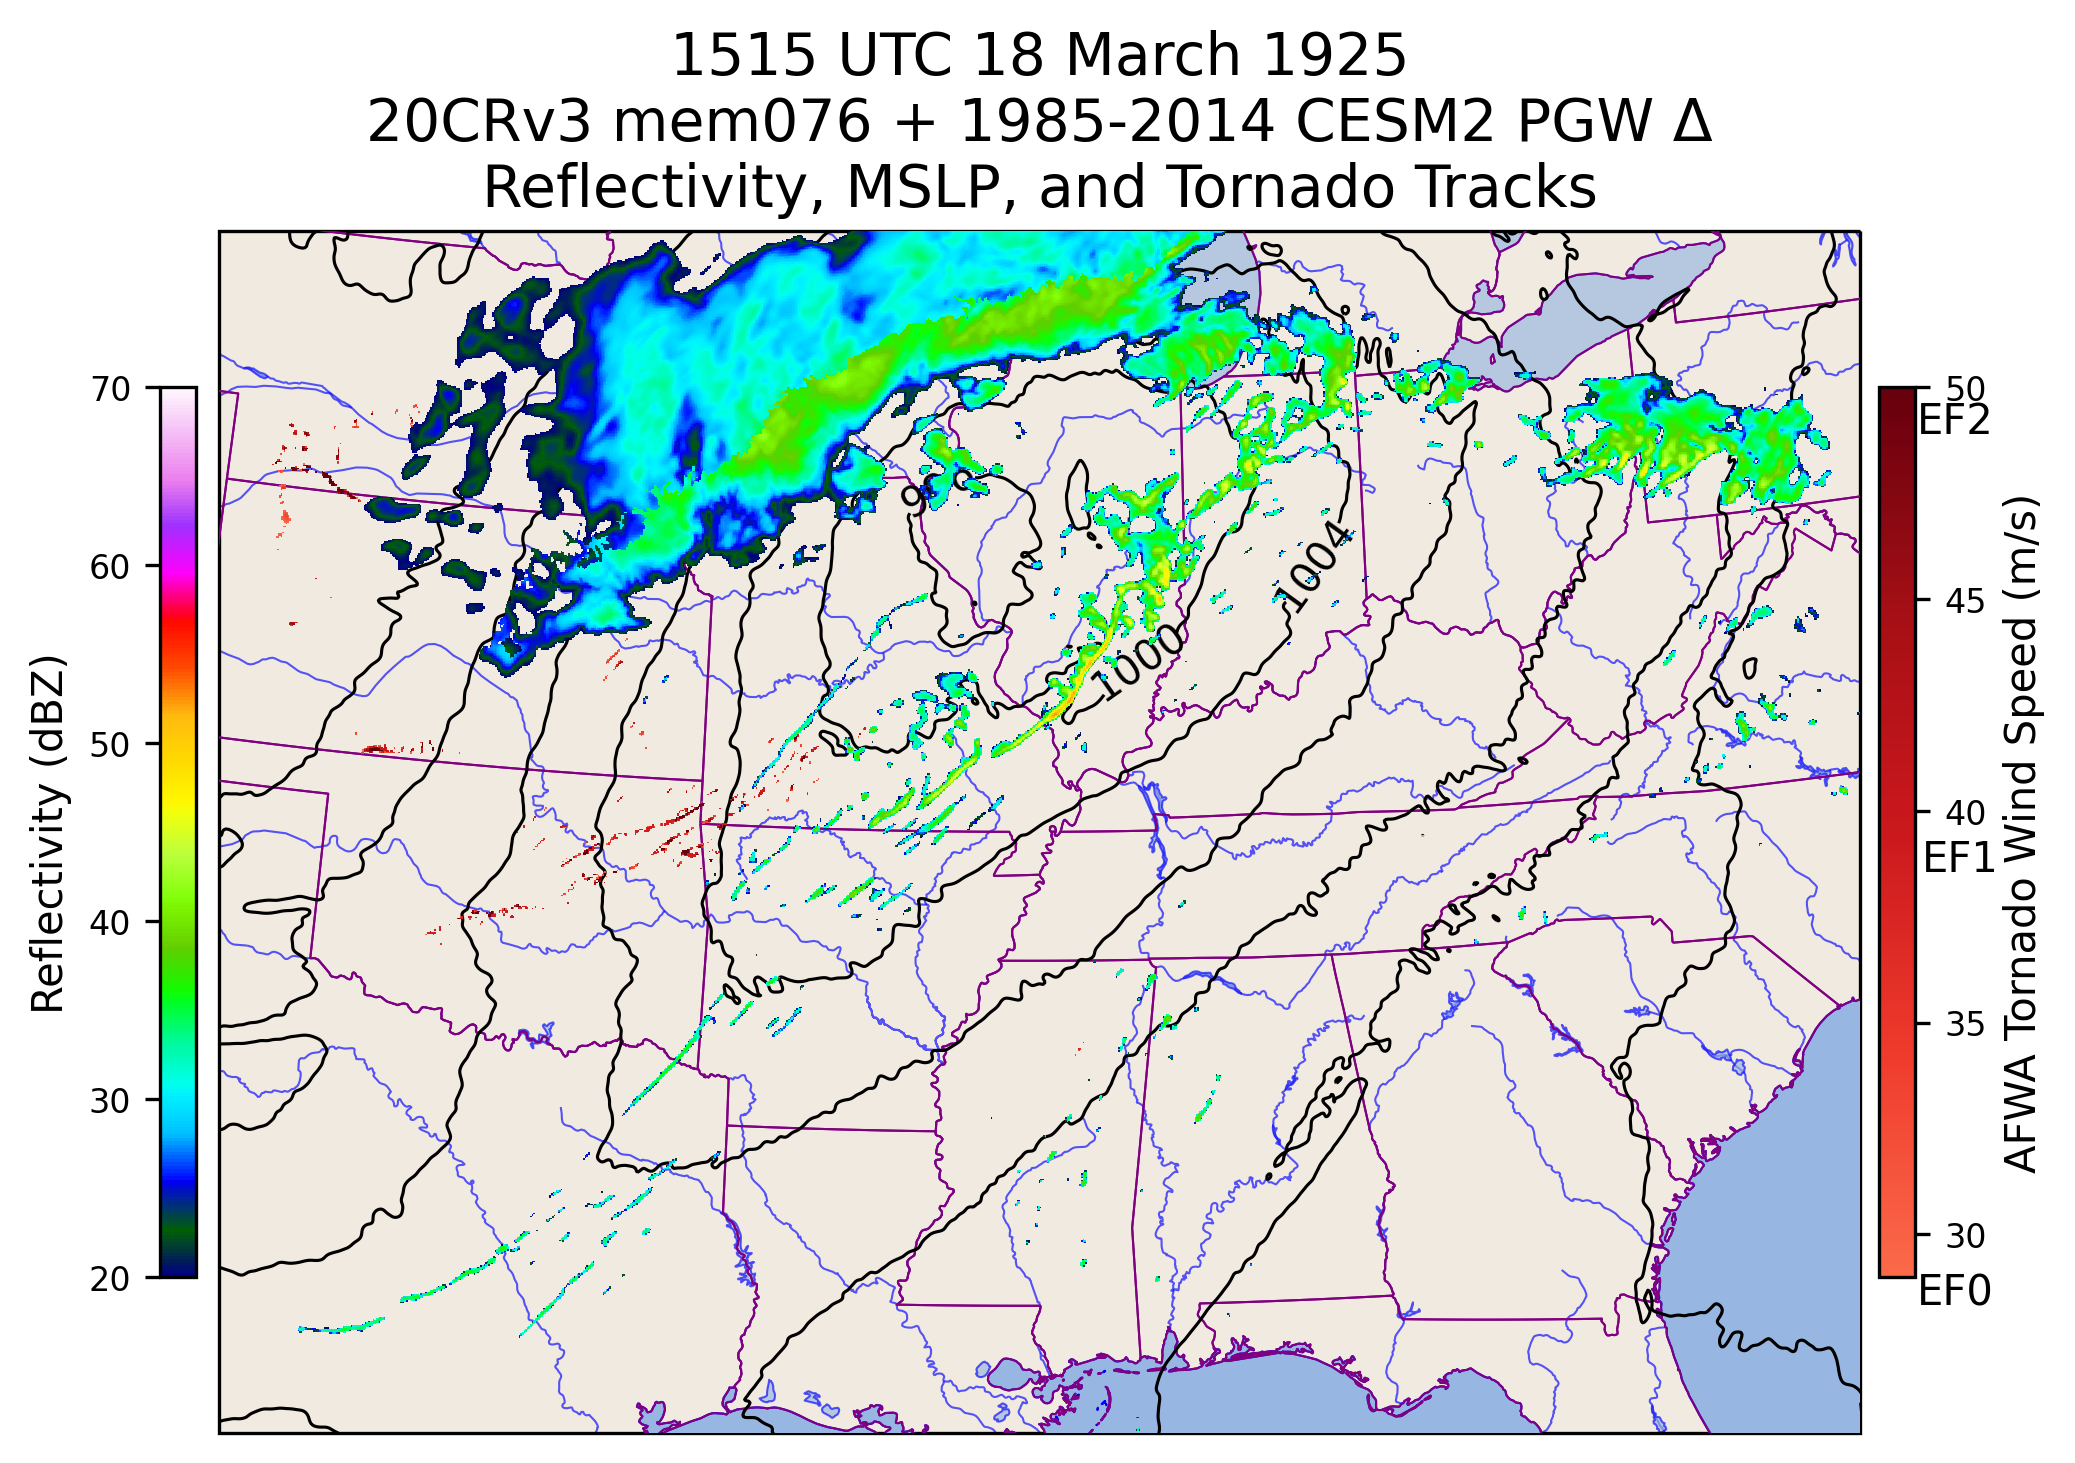 1515 UTC 18 March 1925
20CRv3 mem076 + 1985-2014 CESM2 PGW Δ
Reflectivity, MSLP, and Tornado Tracks
70
60
50
40
30
20
Reflectivity (dBZ)
1004
1000
50
EF2
45
40
EF1
35
30
EF0
AFWA Tornado Wind Speed (m/s)